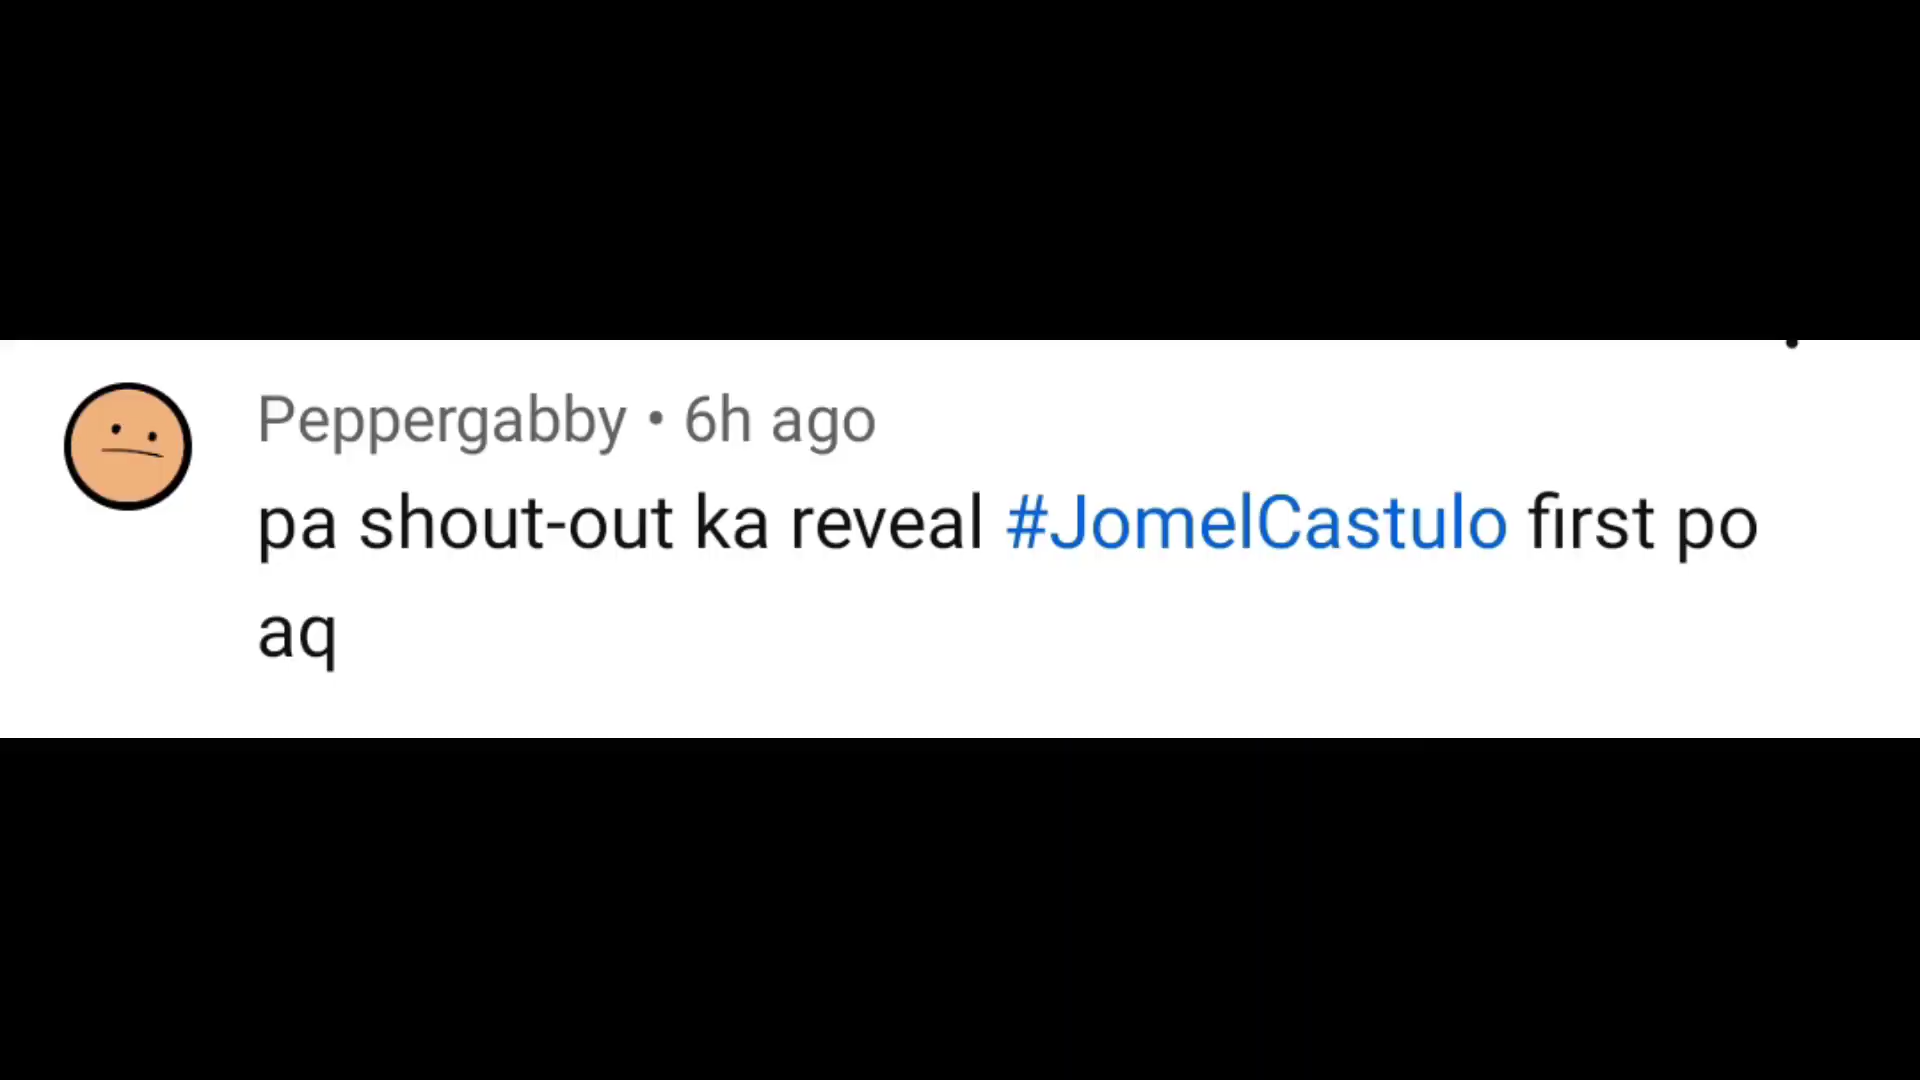 Peppergabby • 6h ago
pa shout-out ka reveal #JomelCastulo first po
aq